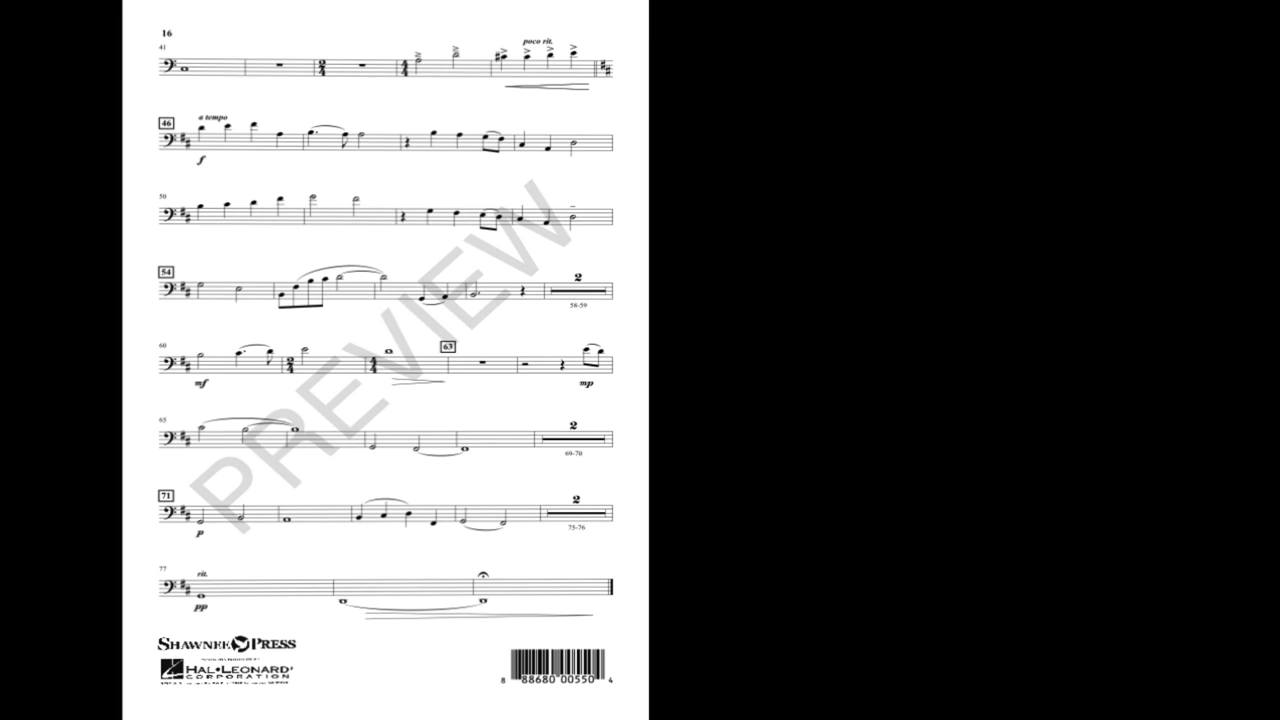 16
41
poco rit.
46
a tempo
f
50
54
2
58-59
60
63
mf
mp
65
2
69-70
71
p
2
75-76
77
rit.
pp
PREVIEW
SHAWNEE PRESS
HAL•LEONARD®
CORPORATION
8 88680 00550 4